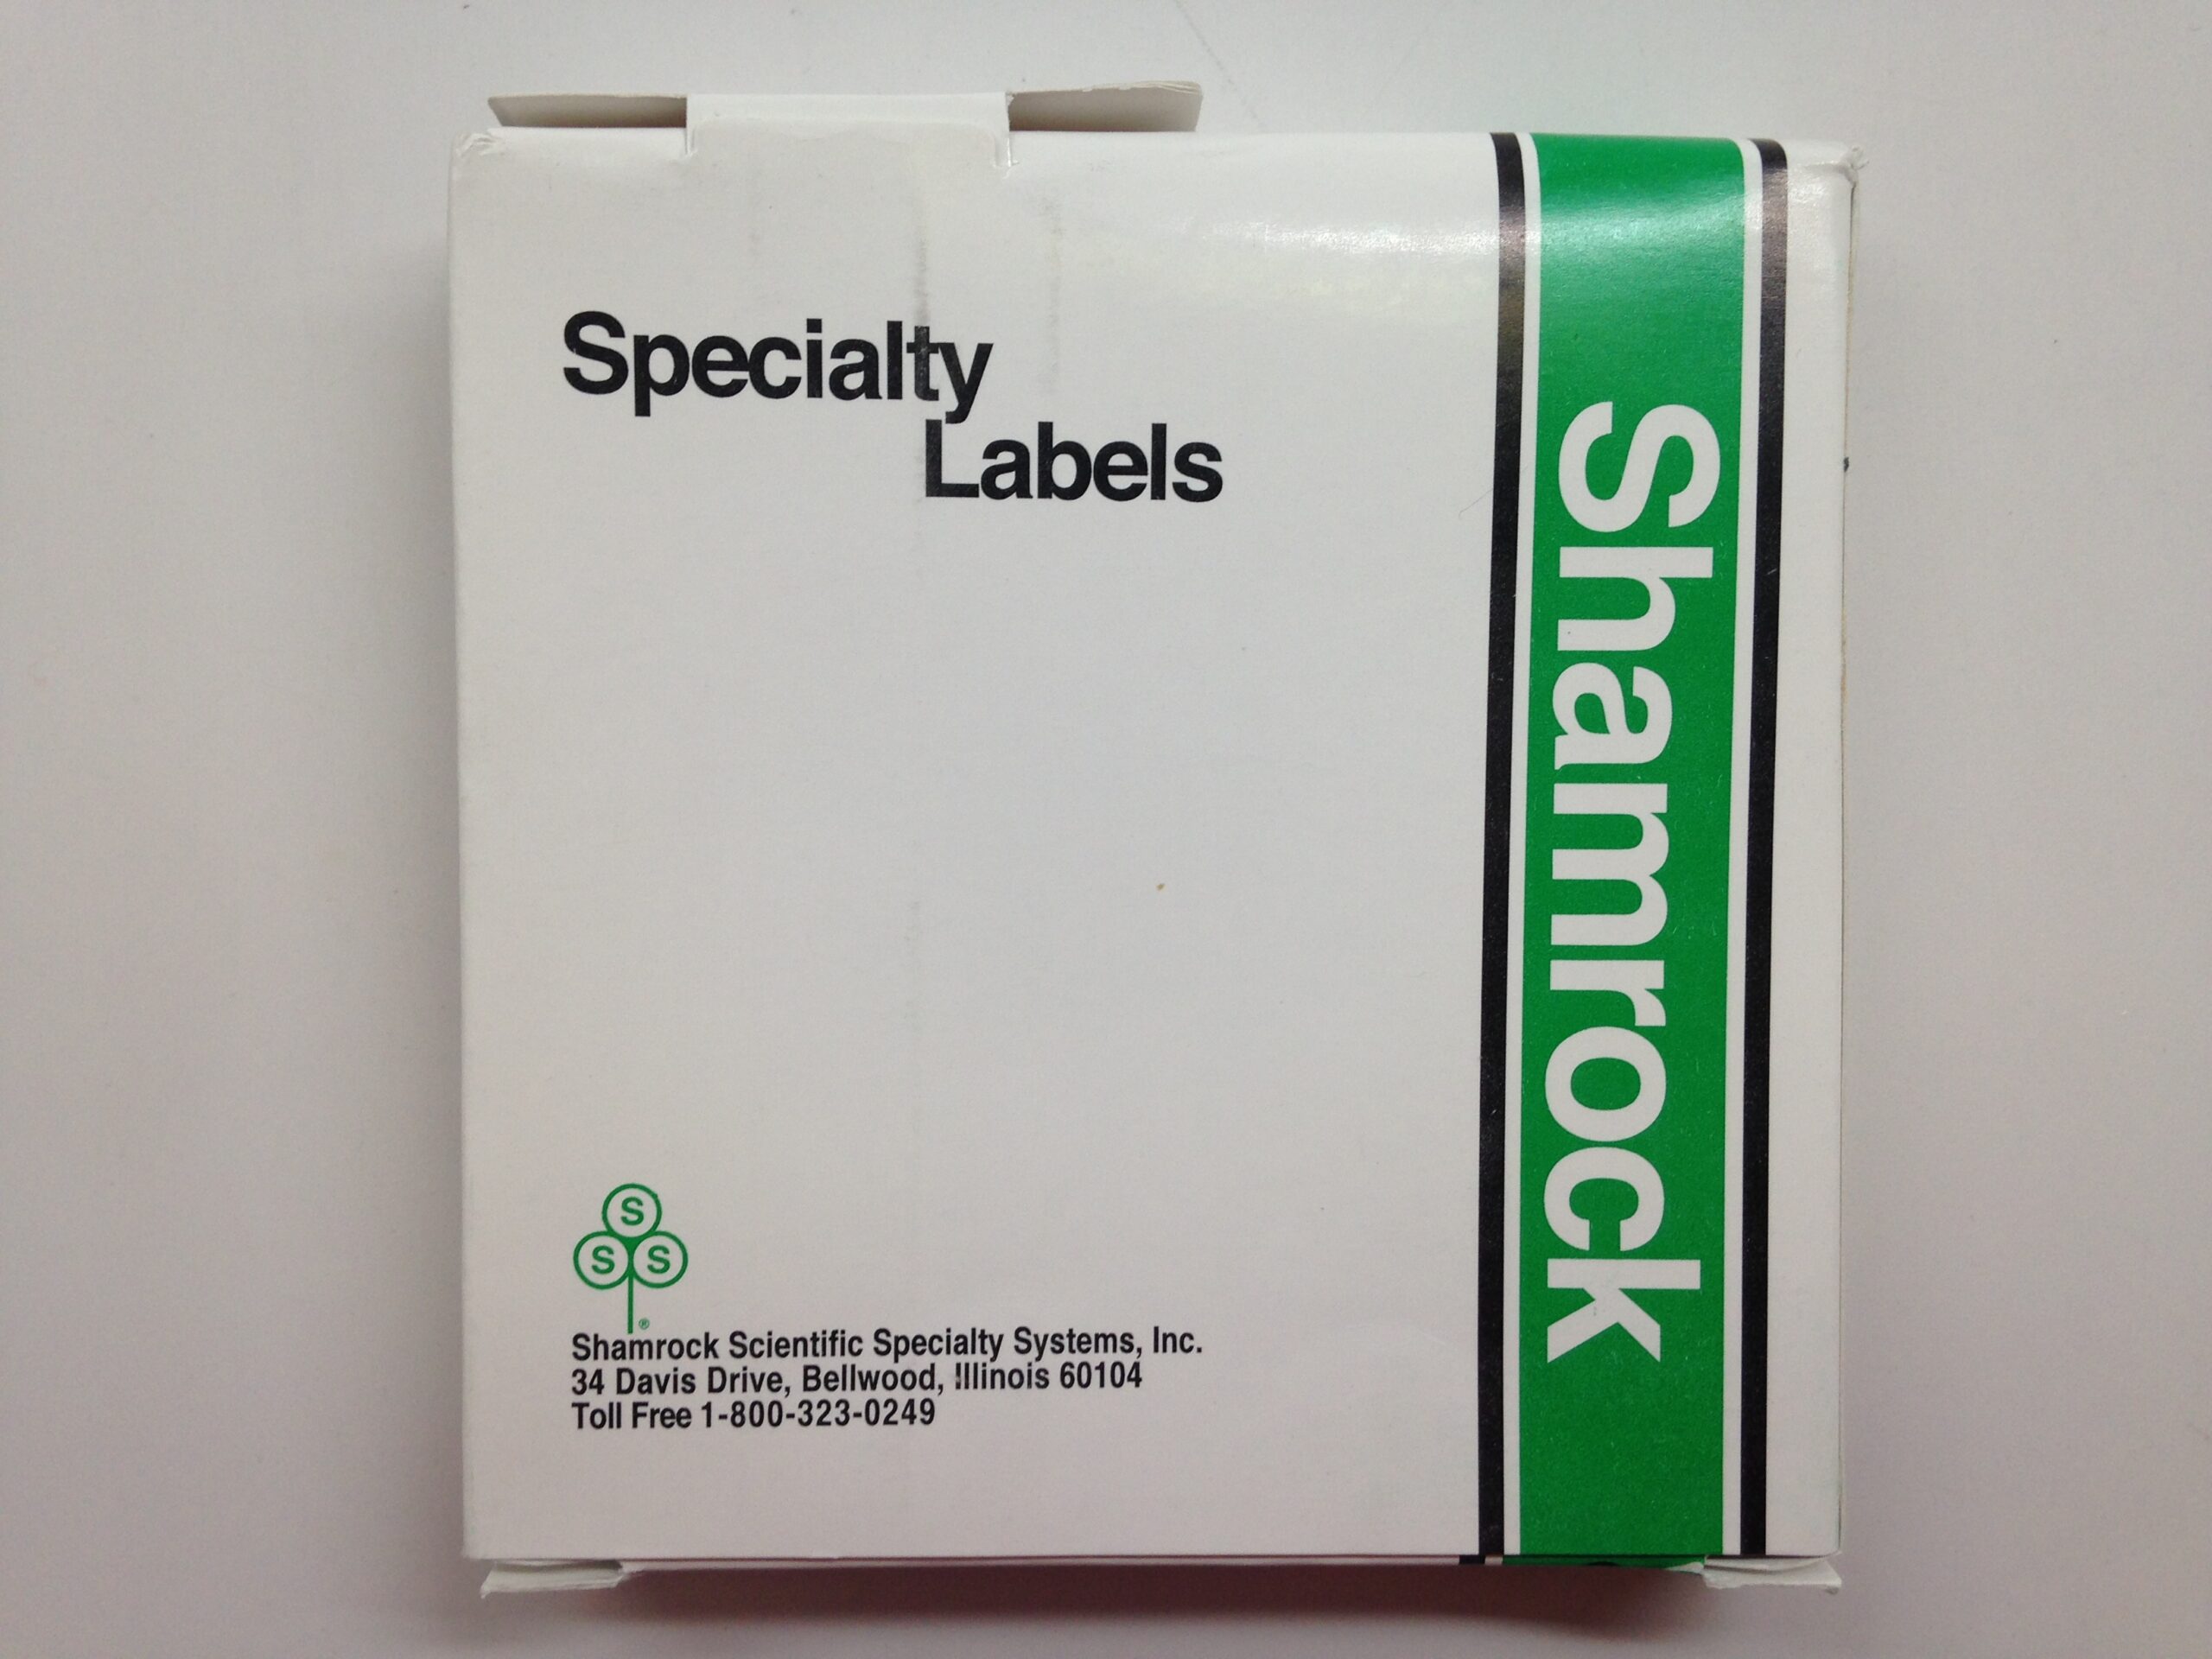 Specialty
Labels
Shamrock
S
S S
®
Shamrock Scientific Specialty Systems, Inc.
34 Davis Drive, Bellwood, Illinois 60104
Toll Free 1-800-323-0249